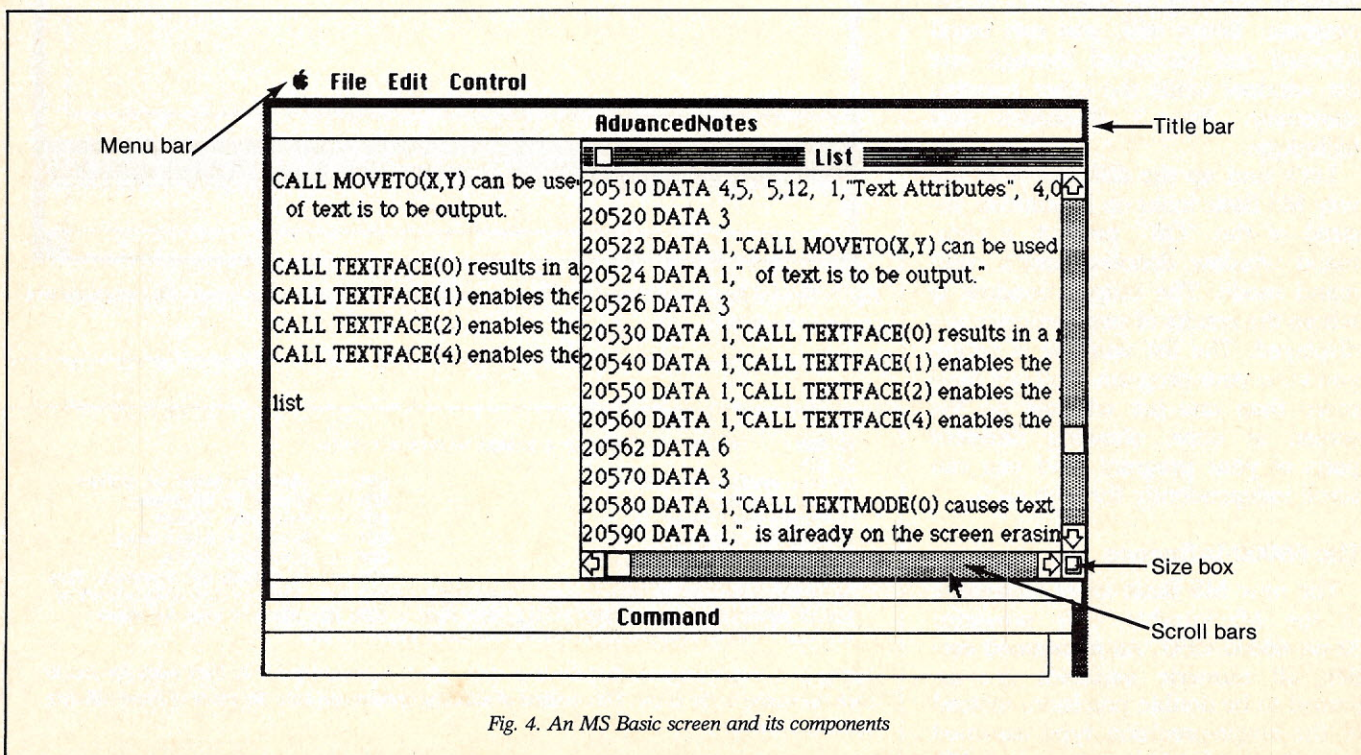 File Edit Control
Menu bar
AdvancedNotes
Title bar
CALL MOVETO(X,Y) can be use
of text is to be output.
CALL TEXTFACE(0) results in a
CALL TEXTFACE(1) enables the
CALL TEXTFACE(2) enables the
CALL TEXTFACE(4) enables the
list
List
20510 DATA 4,5, 5,12, 1,"Text Attributes", 4,0
20520 DATA 3
20522 DATA 1,"CALL MOVETO(X,Y) can be used
20524 DATA 1," of text is to be output."
20526 DATA 3
20530 DATA 1,"CALL TEXTFACE(0) results in a
20540 DATA 1,"CALL TEXTFACE(1) enables the
20550 DATA 1,"CALL TEXTFACE(2) enables the
20560 DATA 1,"CALL TEXTFACE(4) enables the
20562 DATA 6
20570 DATA 3
20580 DATA 1,"CALL TEXTMODE(0) causes text
20590 DATA 1," is already on the screen erasin
Size box
Scroll bars
Command
Fig. 4. An MS Basic screen and its components